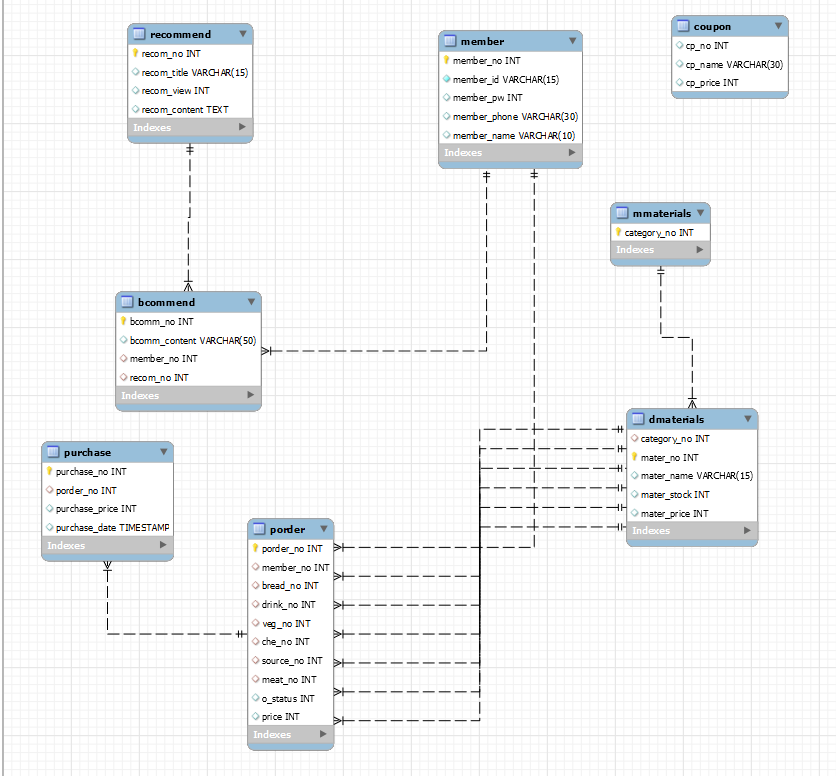 recommend
recom_no INT
recom_title VARCHAR(15)
recom_view INT
recom_content TEXT
Indexes
member
member_no INT
member_id VARCHAR(15)
member_pw INT
member_phone VARCHAR(30)
member_name VARCHAR(10)
Indexes
coupon
cp_no INT
cp_name VARCHAR(30)
cp_price INT
mmaterials
category_no INT
Indexes
bcommend
bcomm_no INT
bcomm_content VARCHAR(50)
member_no INT
recom_no INT
Indexes
dmaterials
category_no INT
mater_no INT
mater_name VARCHAR(15)
mater_stock INT
mater_price INT
Indexes
purchase
purchase_no INT
porder_no INT
purchase_price INT
purchase_date TIMESTAMP
Indexes
porder
porder_no INT
member_no INT
bread_no INT
drink_no INT
veg_no INT
che_no INT
source_no INT
meat_no INT
o_status INT
price INT
Indexes